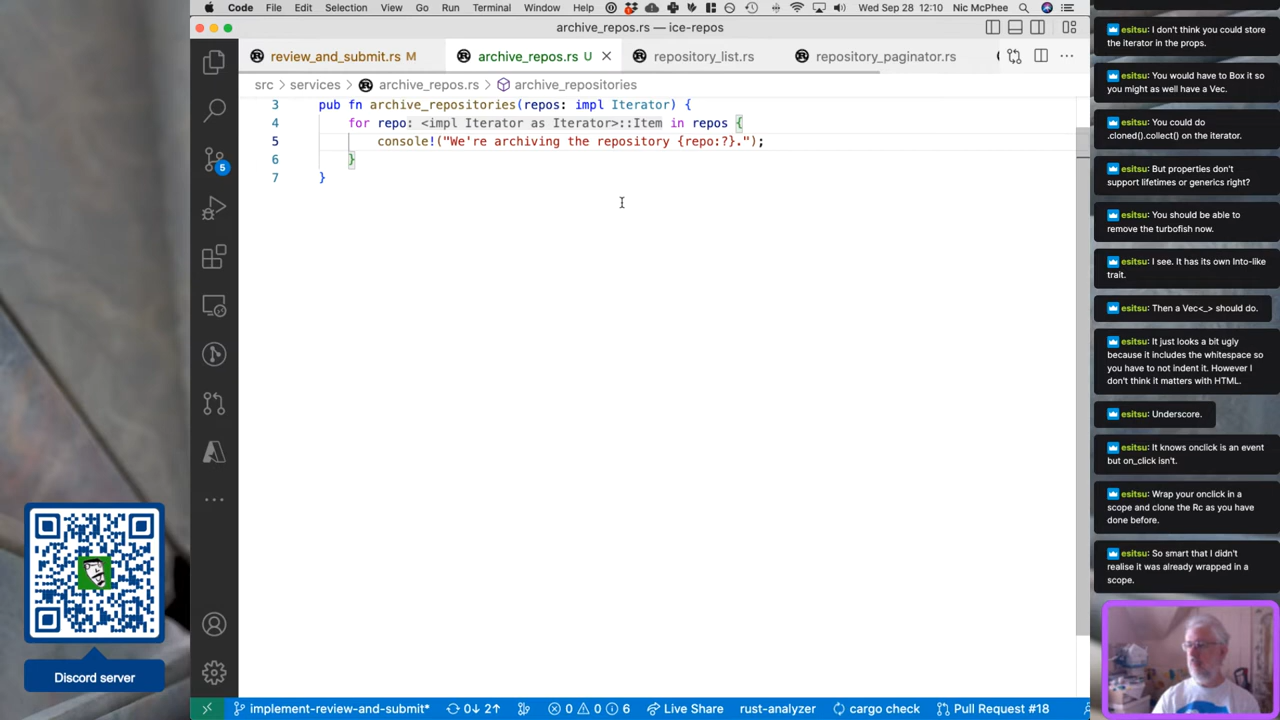 Code File Edit Selection View Go Run Terminal Window Help Wed Sep 28 12:10 Nic McPhee
archive_repos.rs — ice-repos
review_and_submit.rs M
archive_repos.rs U
repository_list.rs
repository_paginator.rs
src > services > archive_repos.rs > archive_repositories
3 pub fn archive_repositories(repos: impl Iterator) {
4 for repo: <impl Iterator as Iterator>::Item in repos {
5 console!("We're archiving the repository {repo:?}.");
6 }
7 }
5
Discord server
implement-review-and-submit* 0↓ 2↑ 0 0 6 Live Share rust-analyzer cargo check Pull Request #18
esitsu: I don't think you could store
the iterator in the props.
esitsu: You would have to Box it so
you might as well have a Vec.
esitsu: You could do
.cloned().collect() on the iterator.
esitsu: But properties don't
support lifetimes or generics right?
esitsu: You should be able to
remove the turbofish now.
esitsu: I see. It has its own Into-like
trait.
esitsu: Then a Vec<_> should do.
esitsu: It just looks a bit ugly
because it includes the whitespace so
you have to not indent it. However I
don't think it matters with HTML.
esitsu: Underscore.
esitsu: It knows onclick is an event
but on_click isn't.
esitsu: Wrap your onclick in a
scope and clone the Rc as you have
done before.
esitsu: So smart that I didn't
realise it was already wrapped in a
scope.